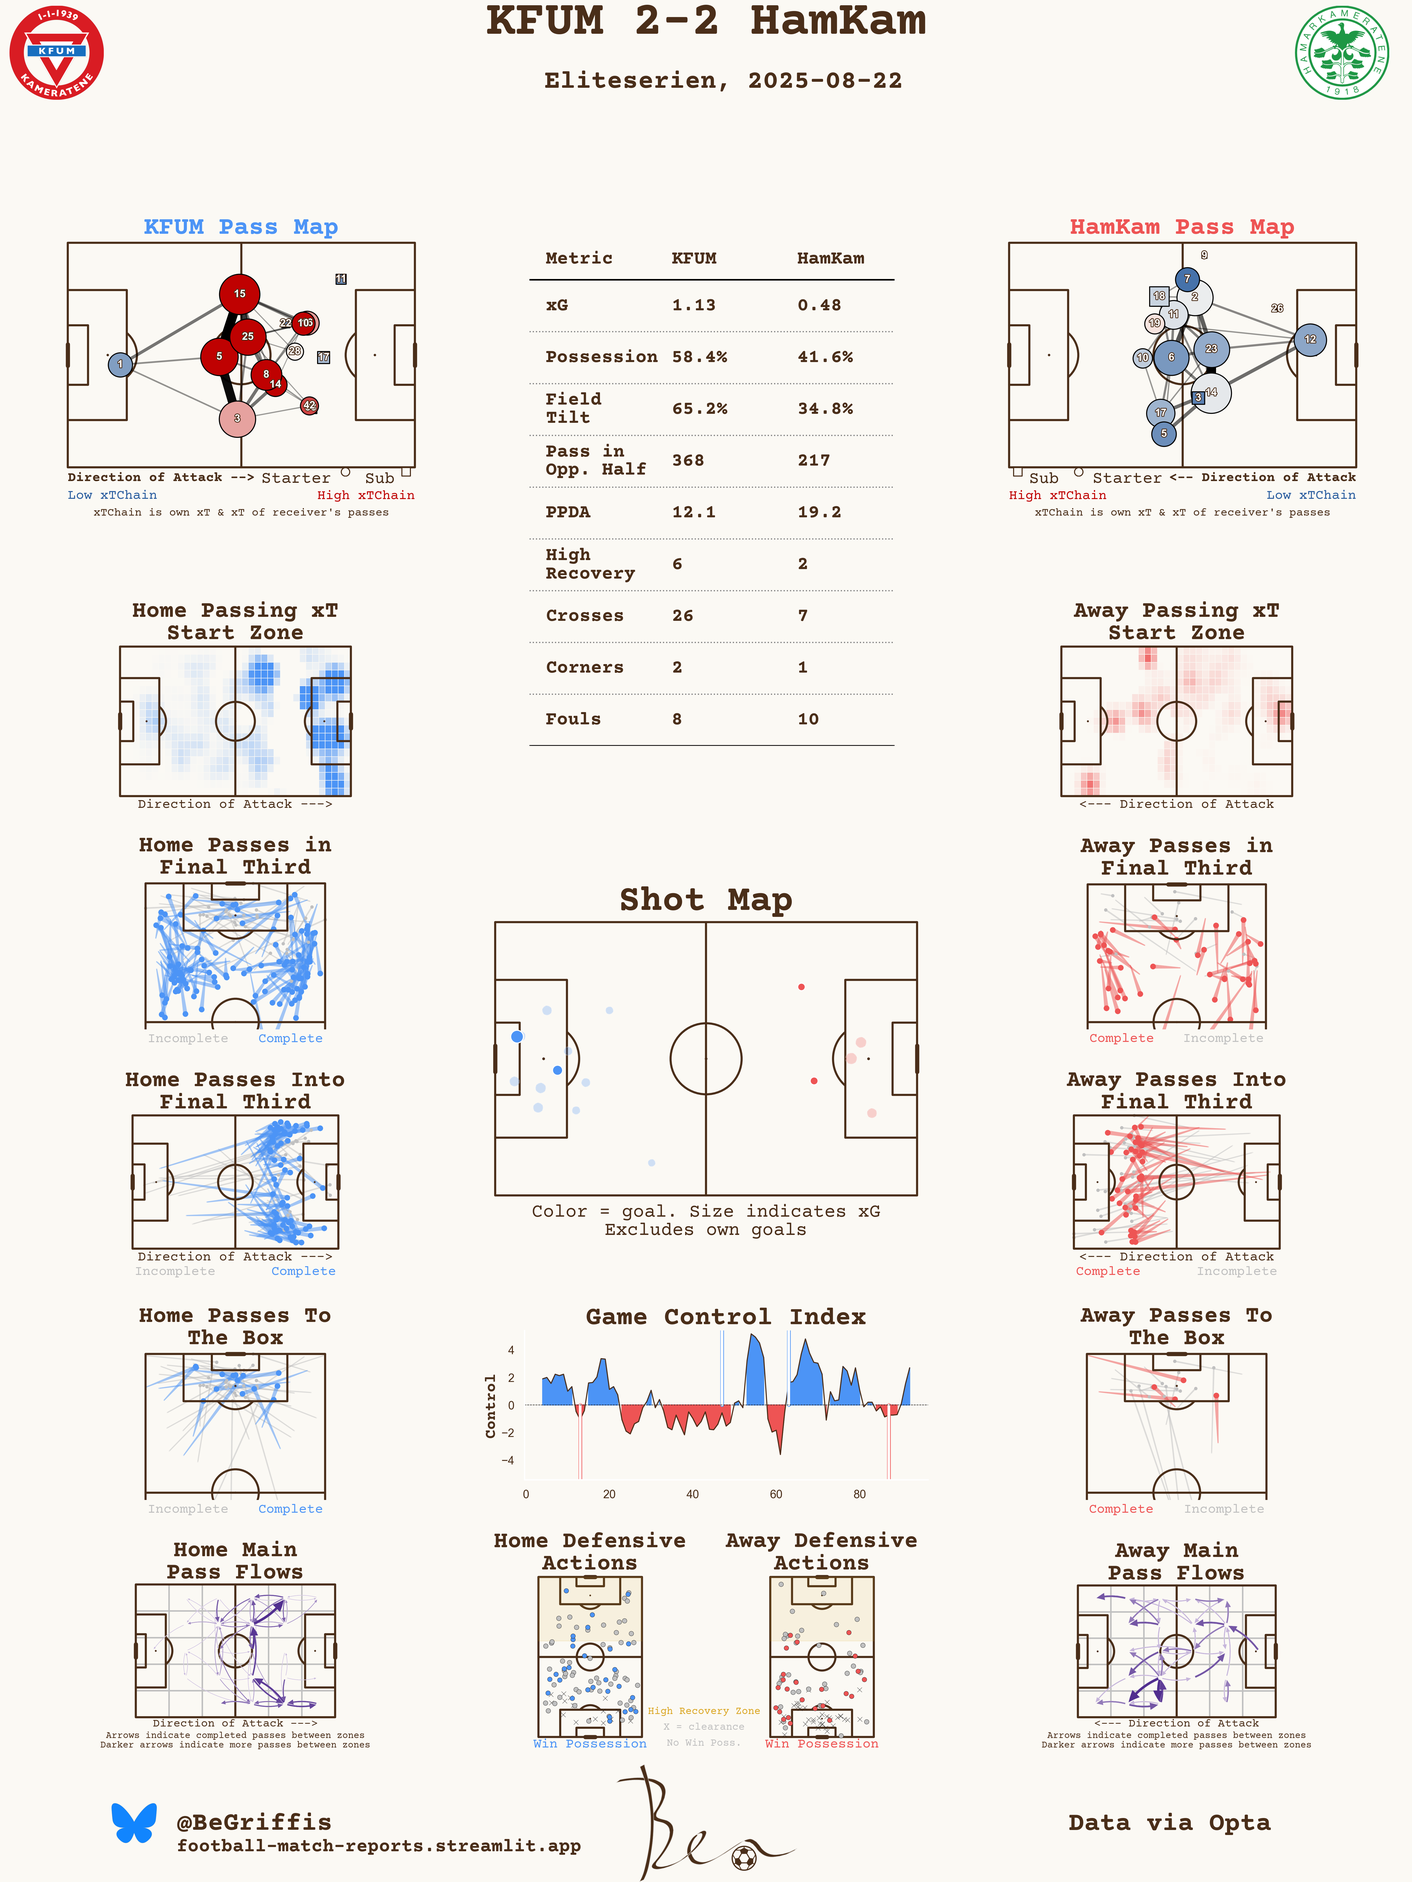 KFUM 2-2 HamKam
Eliteserien, 2025-08-22
1-1-1939
KFUM
KAMERATENE
HAMARKAMERATENE
1918
KFUM Pass Map
15
11
22
10
25
28
5
17
1
8
14
42
3
Direction of Attack --> Starter Sub
Low xTChain High xTChain
xTChain is own xT & xT of receiver's passes
Metric KFUM HamKam
xG 1.13 0.48
Possession 58.4% 41.6%
Field Tilt 65.2% 34.8%
Pass in Opp. Half 368 217
PPDA 12.1 19.2
High Recovery 6 2
Crosses 26 7
Corners 2 1
Fouls 8 10
HamKam Pass Map
9
7
18
2
26
11
19
12
23
10
6
14
3
17
5
Sub Starter <-- Direction of Attack
High xTChain Low xTChain
xTChain is own xT & xT of receiver's passes
Home Passing xT
Start Zone
Direction of Attack --->
Away Passing xT
Start Zone
<--- Direction of Attack
Home Passes in
Final Third
Incomplete Complete
Away Passes in
Final Third
Complete Incomplete
Shot Map
Color = goal. Size indicates xG
Excludes own goals
Home Passes Into
Final Third
Direction of Attack --->
Incomplete Complete
Away Passes Into
Final Third
<--- Direction of Attack
Complete Incomplete
Home Passes To
The Box
Incomplete Complete
Game Control Index
Control
4
2
0
−2
−4
0 20 40 60 80
Away Passes To
The Box
Complete Incomplete
Home Main
Pass Flows
Direction of Attack --->
Arrows indicate completed passes between zones
Darker arrows indicate more passes between zones
Home Defensive
Actions
Win Possession
High Recovery Zone
X = clearance
No Win Poss.
Away Defensive
Actions
Win Possession
Away Main
Pass Flows
<--- Direction of Attack
Arrows indicate completed passes between zones
Darker arrows indicate more passes between zones
@BeGriffis
football-match-reports.streamlit.app
Ben
Data via Opta